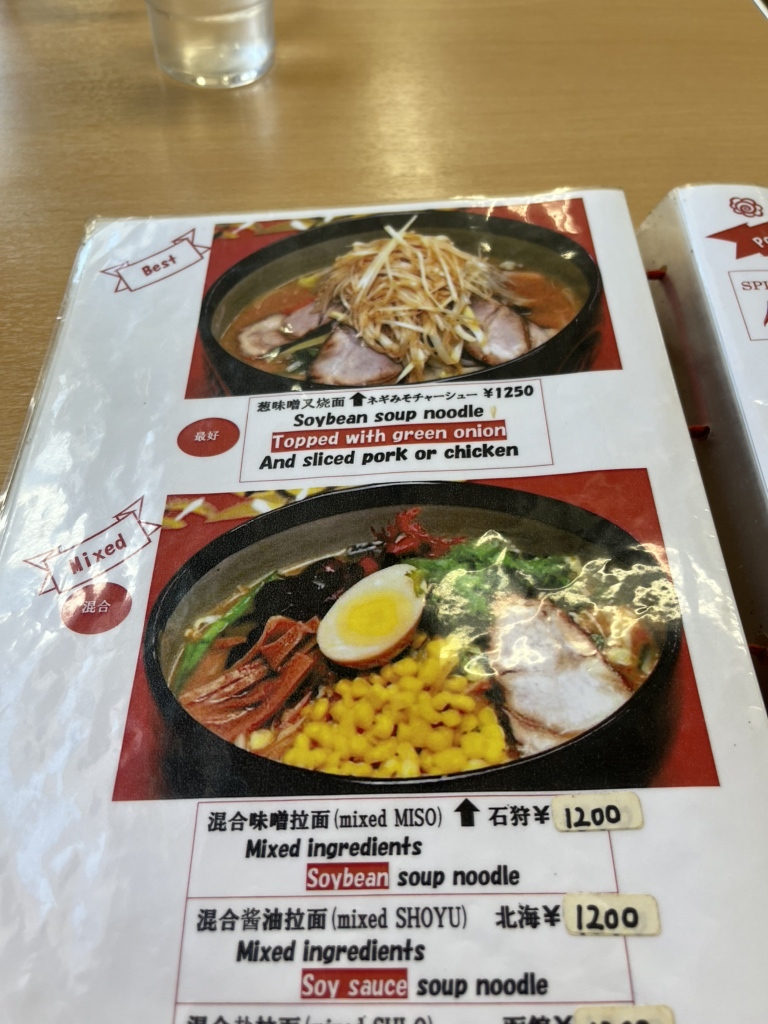 Best
葱味噌叉烧面 ⬆ネギみそチャーシュー ¥1250
Soybean soup noodle
最好
Topped with green onion
And sliced pork or chicken
Mixed
混合
混合味噌拉面(mixed MISO) ⬆ 石狩¥ 1200
Mixed ingredients
Soybean soup noodle
混合酱油拉面(mixed SHOYU) 北海¥ 1200
Mixed ingredients
Soy sauce soup noodle